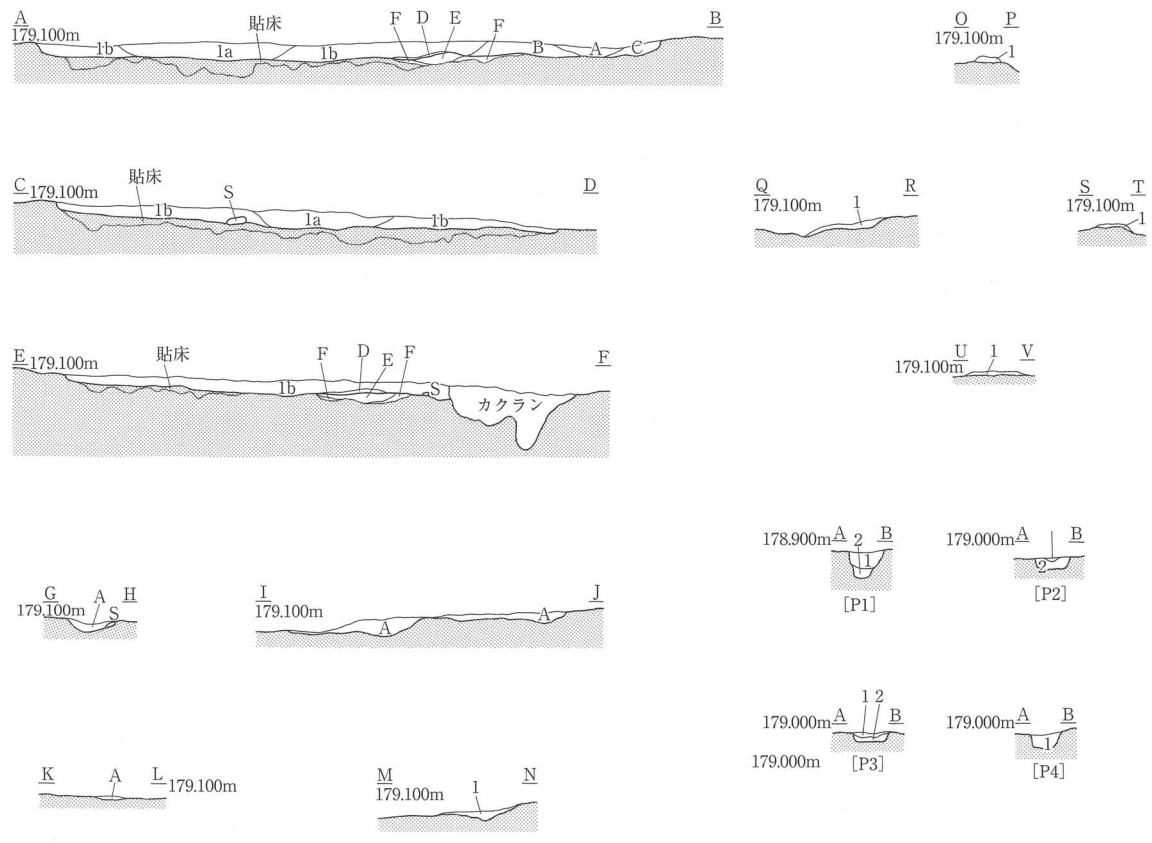 A 貼床 F D E F B
179.100m
1b 1a 1b B A C
O P
179.100m
1
C 179.100m 貼床 S D
1b 1a 1b
Q R
179.100m 1
S T
179.100m
1
E 179.100m 貼床 F D E F F
1b S
カクラン
U 1 V
179.100m
178.900m A 2 B
1
[P1]
179.000m A B
2
[P2]
G A H
179.100m S
I J
179.100m
A A
1 2
179.000m A B
179.000m [P3]
179.000m A B
1
[P4]
K A L 179.100m
M N
179.100m 1